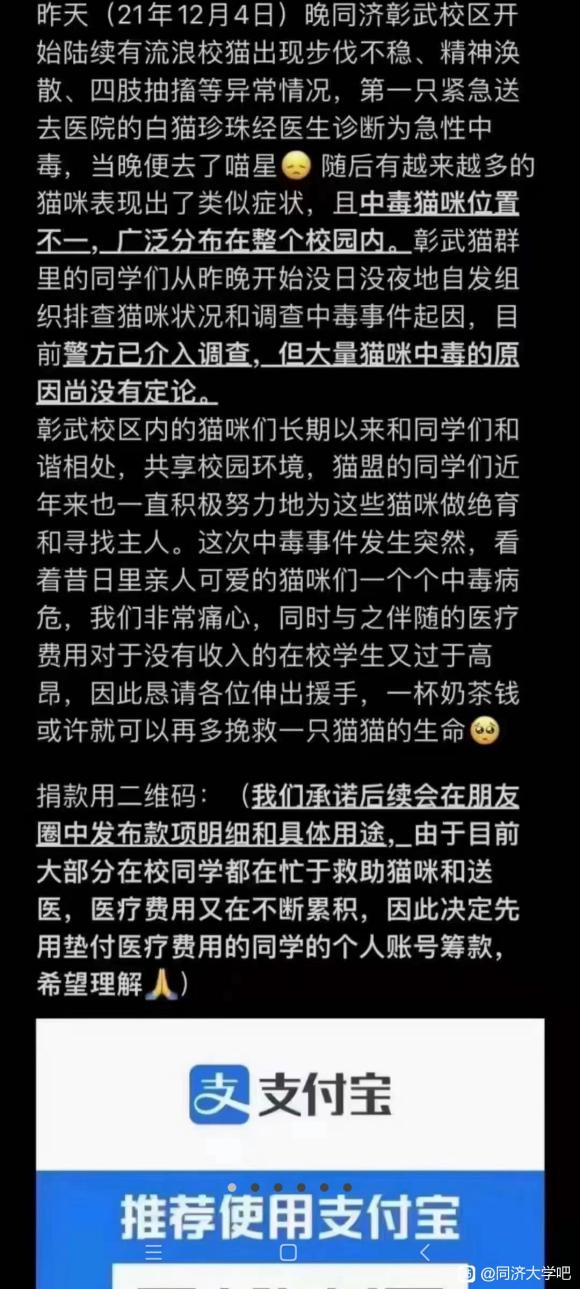 昨天（21年12月4日）晚同济彰武校区开
始陆续有流浪校猫出现步伐不稳、精神涣
散、四肢抽搐等异常情况，第一只紧急送
去医院的白猫珍珠经医生诊断为急性中
毒，当晚便去了喵星😞 随后有越来越多的
猫咪表现出了类似症状，且中毒猫咪位置
不一，广泛分布在整个校园内。彰武猫群
里的同学们从昨晚开始没日没夜地自发组
织排查猫咪状况和调查中毒事件起因，目
前警方已介入调查，但大量猫咪中毒的原
因尚没有定论。
彰武校区内的猫咪们长期以来和同学们和
谐相处，共享校园环境，猫盟的同学们近
年来也一直积极努力地为这些猫咪做绝育
和寻找主人。这次中毒事件发生突然，看
着昔日里亲人可爱的猫咪们一个个中毒病
危，我们非常痛心，同时与之伴随的医疗
费用对于没有收入的在校学生又过于高
昂，因此恳请各位伸出援手，一杯奶茶钱
或许就可以再多挽救一只猫猫的生命🥺
捐款用二维码：（我们承诺后续会在朋友
圈中发布款项明细和具体用途，由于目前
大部分在校同学都在忙于救助猫咪和送
医，医疗费用又在不断累积，因此决定先
用垫付医疗费用的同学的个人账号筹款，
希望理解🙏）
支 支付宝
推荐使用支付宝
@同济大学吧